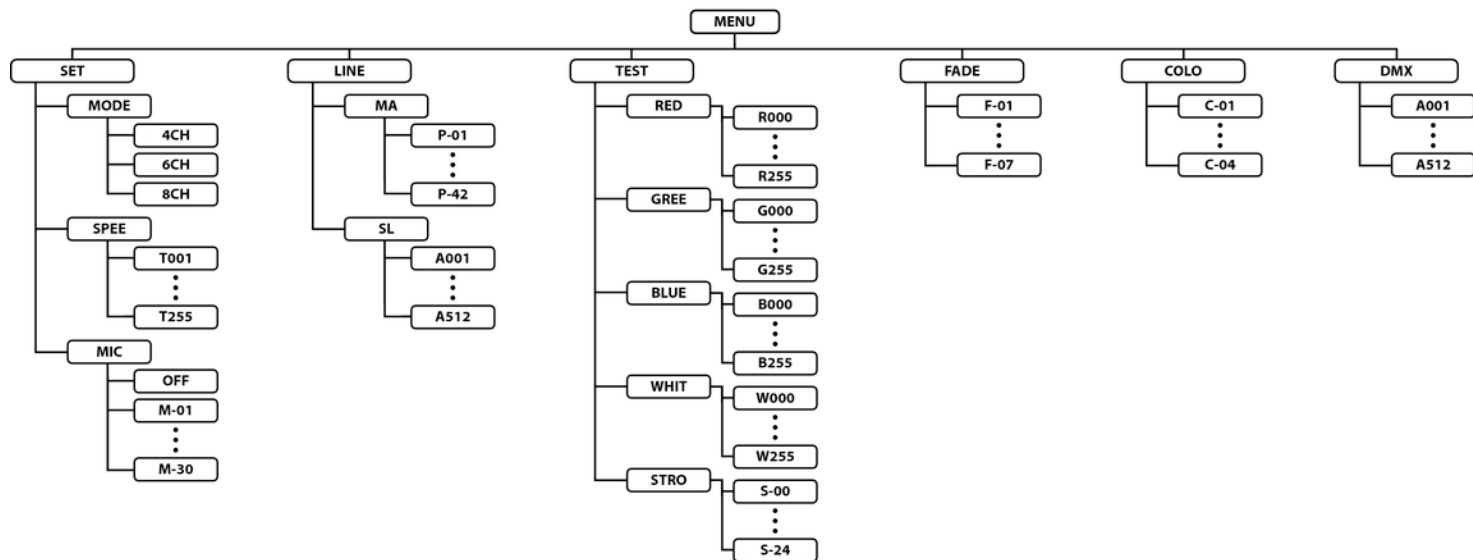 MENU
SET
MODE
4CH
6CH
8CH
SPEE
T001
T255
MIC
OFF
M-01
M-30
LINE
MA
P-01
P-42
SL
A001
A512
TEST
RED
R000
R255
GREE
G000
G255
BLUE
B000
B255
WHIT
W000
W255
STRO
S-00
S-24
FADE
F-01
F-07
COLO
C-01
C-04
DMX
A001
A512